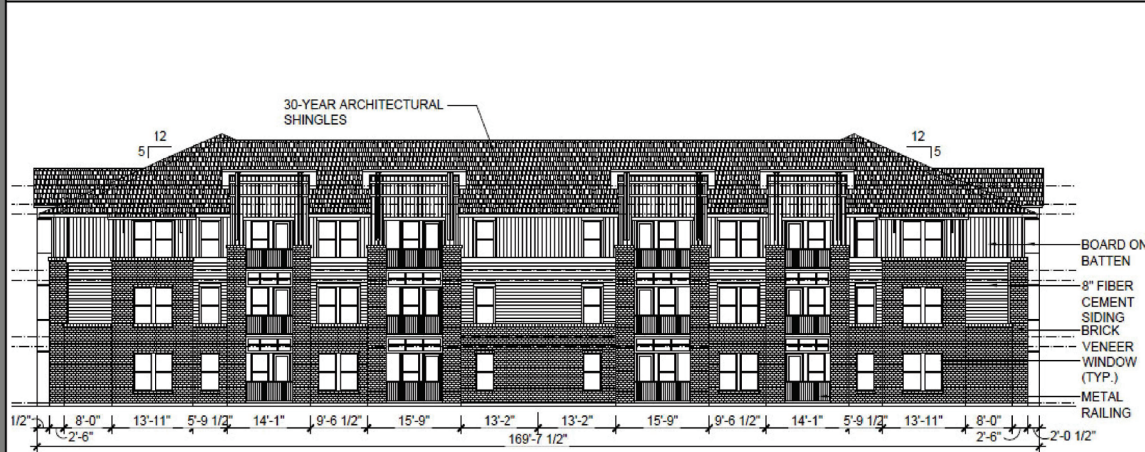 30-YEAR ARCHITECTURAL
SHINGLES
12
5
12
5
BOARD ON
BATTEN
8" FIBER
CEMENT
SIDING
BRICK
VENEER
WINDOW
(TYP.)
METAL
RAILING
1/2" 8'-0" 13'-11" 5'-9 1/2" 14'-1" 9'-6 1/2" 15'-9" 13'-2" 13'-2" 15'-9" 9'-6 1/2" 14'-1" 5'-9 1/2" 13'-11" 8'-0"
2'-6" 169'-7 1/2" 2'-6" 2'-0 1/2"